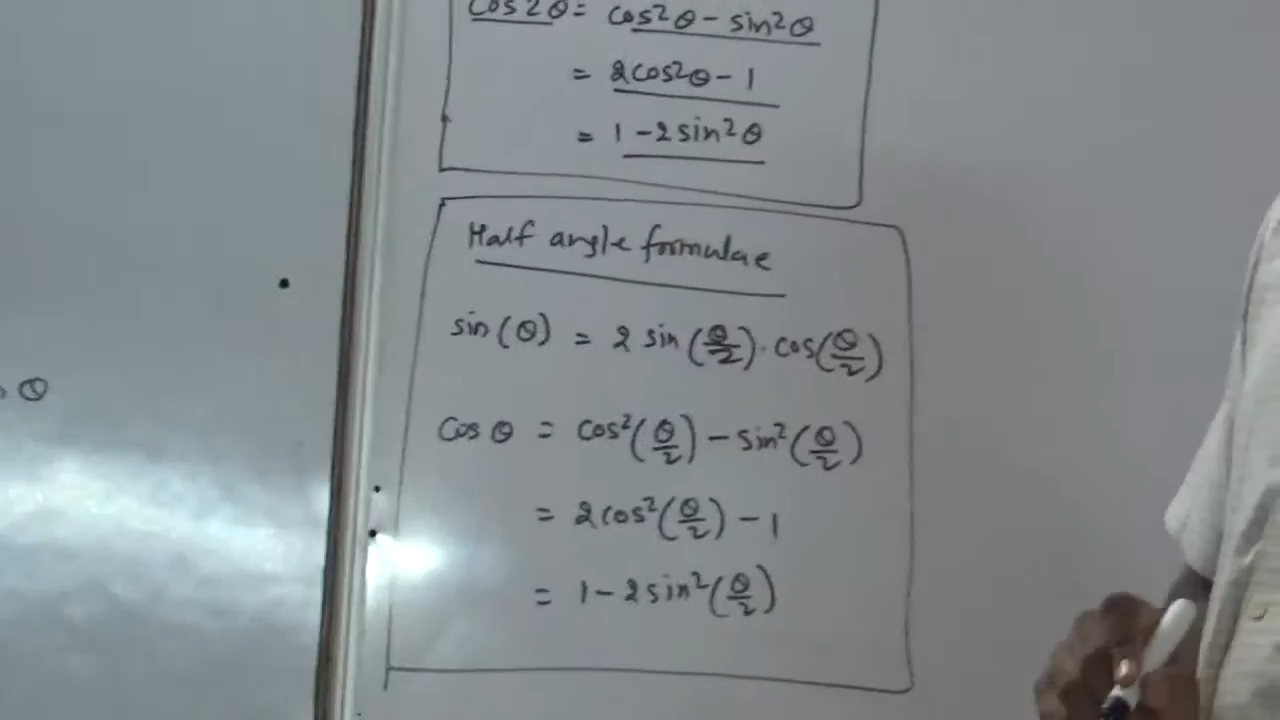 cos2θ = cos²θ - sin²θ
= 2cos²θ - 1
= 1 - 2sin²θ
Half angle formulae
sin(θ) = 2 sin(θ/2) · cos(θ/2)
cos θ = cos²(θ/2) - sin²(θ/2)
= 2cos²(θ/2) - 1
= 1 - 2sin²(θ/2)
θ